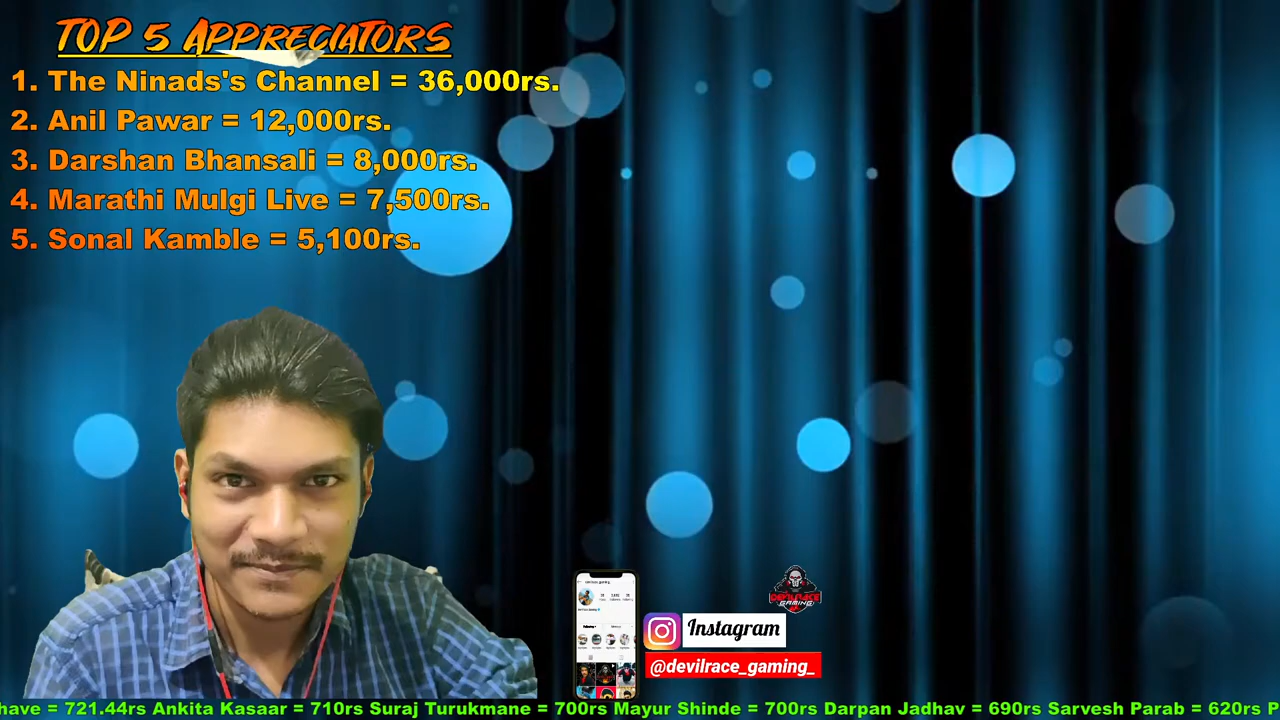 TOP 5 APPRECIATORS
1. The Ninads's Channel = 36,000rs.
2. Anil Pawar = 12,000rs.
3. Darshan Bhansali = 8,000rs.
4. Marathi Mulgi Live = 7,500rs.
5. Sonal Kamble = 5,100rs.
DEVILRACE
GAMING
Instagram
@devilrace_gaming_
have = 721.44rs Ankita Kasaar = 710rs Suraj Turukmane = 700rs Mayur Shinde = 700rs Darpan Jadhav = 690rs Sarvesh Parab = 620rs P